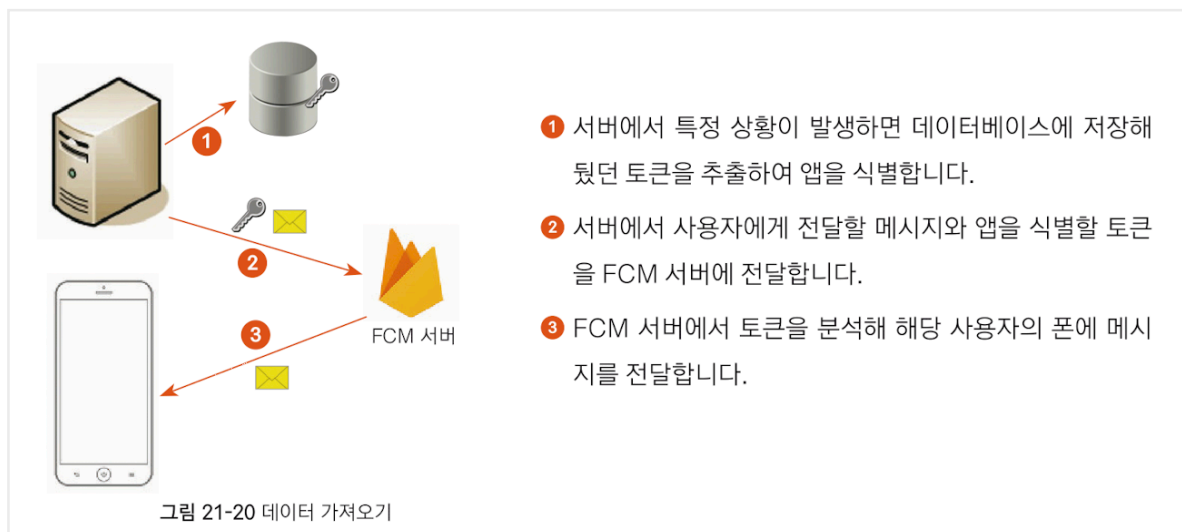 1
2
3
FCM 서버
그림 21-20 데이터 가져오기
1 서버에서 특정 상황이 발생하면 데이터베이스에 저장해
뒀던 토큰을 추출하여 앱을 식별합니다.
2 서버에서 사용자에게 전달할 메시지와 앱을 식별할 토큰
을 FCM 서버에 전달합니다.
3 FCM 서버에서 토큰을 분석해 해당 사용자의 폰에 메시
지를 전달합니다.